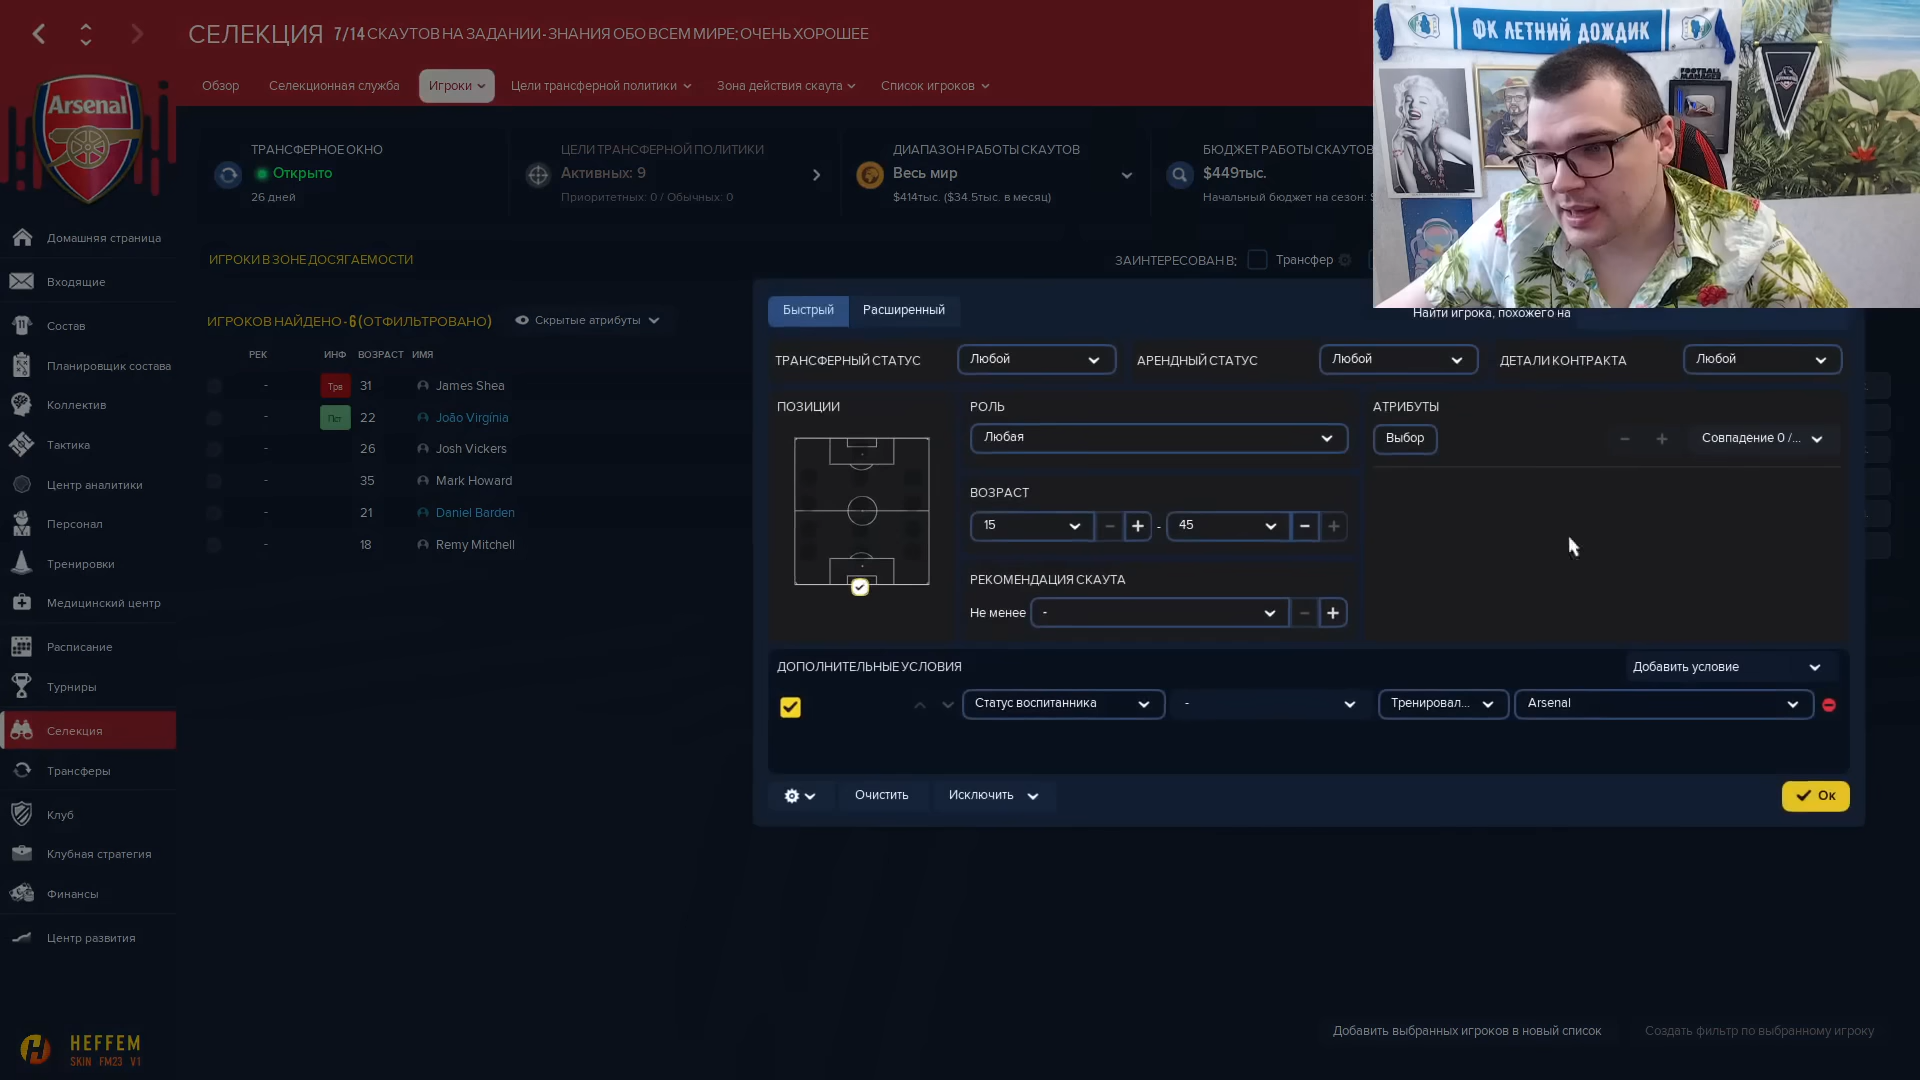 СЕЛЕКЦИЯ 7/14 СКАУТОВ НА ЗАДАНИИ - ЗНАНИЯ ОБО ВСЕМ МИРЕ: ОЧЕНЬ ХОРОШЕЕ
ФК ЛЕТНИЙ ДОЖДИК
FOOTBALL
MANAGER
Arsenal
Обзор Селекционная служба Игроки Цели трансферной политики Зона действия скаута Список игроков
ТРАНСФЕРНОЕ ОКНО
Открыто
26 дней
ЦЕЛИ ТРАНСФЕРНОЙ ПОЛИТИКИ
Активных: 9
Приоритетных: 0 / Обычных: 0
ДИАПАЗОН РАБОТЫ СКАУТОВ
Весь мир
$414тыс. ($34.5тыс. в месяц)
БЮДЖЕТ РАБОТЫ СКАУТОВ
$449тыс.
Начальный бюджет на сезон:
Домашняя страница
Входящие
Состав
Планировщик состава
Коллектив
Тактика
Центр аналитики
Персонал
Тренировки
Медицинский центр
Расписание
Турниры
Селекция
Трансферы
Клуб
Клубная стратегия
Финансы
Центр развития
HEFFEM
SKIN FM23 V1
ИГРОКИ В ЗОНЕ ДОСЯГАЕМОСТИ
ЗАИНТЕРЕСОВАН В: Трансфер
ИГРОКОВ НАЙДЕНО - 6 (ОТФИЛЬТРОВАНО) Скрытые атрибуты
РЕК ИНФ ВОЗРАСТ ИМЯ
- Трв 31 James Shea
- Пст 22 João Virgínia
- 26 Josh Vickers
- 35 Mark Howard
- 21 Daniel Barden
- 18 Remy Mitchell
Быстрый Расширенный
Найти игрока, похожего на
ТРАНСФЕРНЫЙ СТАТУС Любой АРЕНДНЫЙ СТАТУС Любой ДЕТАЛИ КОНТРАКТА Любой
ПОЗИЦИИ
РОЛЬ
Любая
ВОЗРАСТ
15 - + - 45 - +
РЕКОМЕНДАЦИЯ СКАУТА
Не менее - - +
АТРИБУТЫ
Выбор - + Совпадение 0 /...
ДОПОЛНИТЕЛЬНЫЕ УСЛОВИЯ Добавить условие
Статус воспитанника - Тренировал... Arsenal
Очистить Исключить Ок
Добавить выбранных игроков в новый список Создать фильтр по выбранному игроку